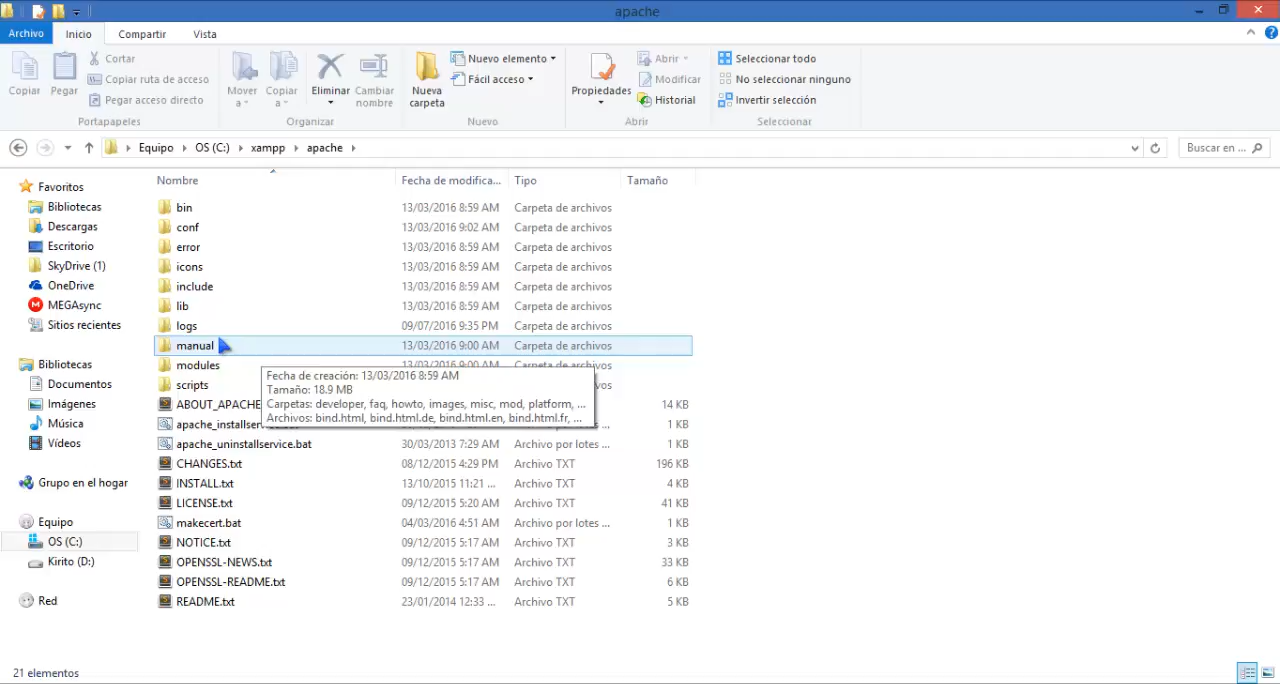 apache
Archivo Inicio Compartir Vista
Copiar
Pegar
Cortar
Copiar ruta de acceso
Pegar acceso directo
Portapapeles
Mover a
Copiar a
Eliminar
Cambiar nombre
Organizar
Nueva carpeta
Nuevo elemento
Fácil acceso
Nuevo
Propiedades
Abrir
Modificar
Historial
Abrir
Seleccionar todo
No seleccionar ninguno
Invertir selección
Seleccionar
Equipo OS (C:) xampp apache
Buscar en ...
Favoritos
Bibliotecas
Descargas
Escritorio
SkyDrive (1)
OneDrive
MEGAsync
Sitios recientes
Bibliotecas
Documentos
Imágenes
Música
Vídeos
Grupo en el hogar
Equipo
OS (C:)
Kirito (D:)
Red
Nombre Fecha de modifica... Tipo Tamaño
bin 13/03/2016 8:59 AM Carpeta de archivos
conf 13/03/2016 9:02 AM Carpeta de archivos
error 13/03/2016 8:59 AM Carpeta de archivos
icons 13/03/2016 8:59 AM Carpeta de archivos
include 13/03/2016 8:59 AM Carpeta de archivos
lib 13/03/2016 8:59 AM Carpeta de archivos
logs 09/07/2016 9:35 PM Carpeta de archivos
manual 13/03/2016 9:00 AM Carpeta de archivos
modules 13/03/2016 9:00 AM Carpeta de archivos
scripts
Fecha de creación: 13/03/2016 8:59 AM
Tamaño: 18.9 MB
Carpetas: developer, faq, howto, images, misc, mod, platform, ...
Archivos: bind.html, bind.html.de, bind.html.en, bind.html.fr, ...
ABOUT_APACHE 14 KB
1 KB
apache_uninstallservice.bat 30/03/2013 7:29 AM Archivo por lotes ... 1 KB
CHANGES.txt 08/12/2015 4:29 PM Archivo TXT 196 KB
INSTALL.txt 13/10/2015 11:21 ... Archivo TXT 4 KB
LICENSE.txt 09/12/2015 5:20 AM Archivo TXT 41 KB
makecert.bat 04/03/2016 4:51 AM Archivo por lotes ... 1 KB
NOTICE.txt 09/12/2015 5:17 AM Archivo TXT 3 KB
OPENSSL-NEWS.txt 09/12/2015 5:17 AM Archivo TXT 33 KB
OPENSSL-README.txt 09/12/2015 5:17 AM Archivo TXT 6 KB
README.txt 23/01/2014 12:33 ... Archivo TXT 5 KB
21 elementos